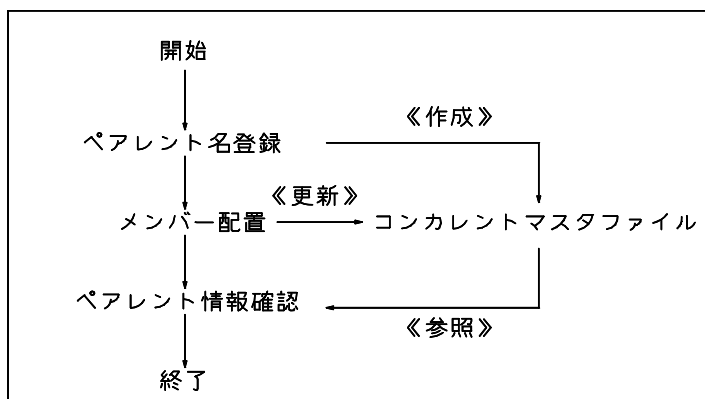 開始
《作成》
ペアレント名登録
《更新》
メンバー配置
コンカレントマスタファイル
ペアレント情報確認
《参照》
終了